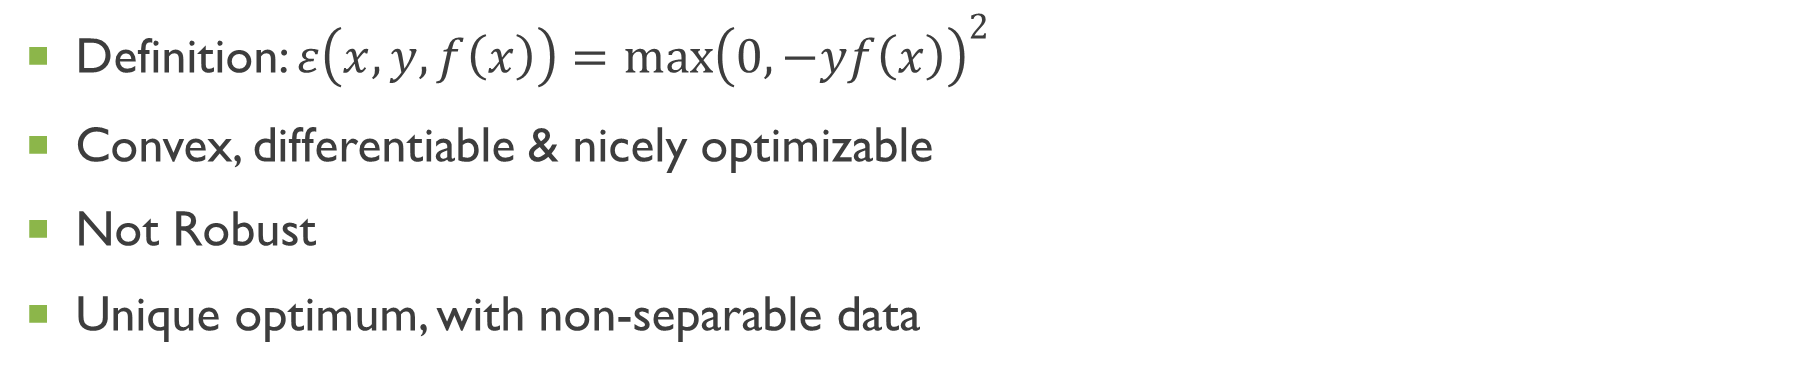 ▪ Definition: ε(x, y, f(x)) = max(0, −yf(x))²
▪ Convex, differentiable & nicely optimizable
▪ Not Robust
▪ Unique optimum, with non-separable data